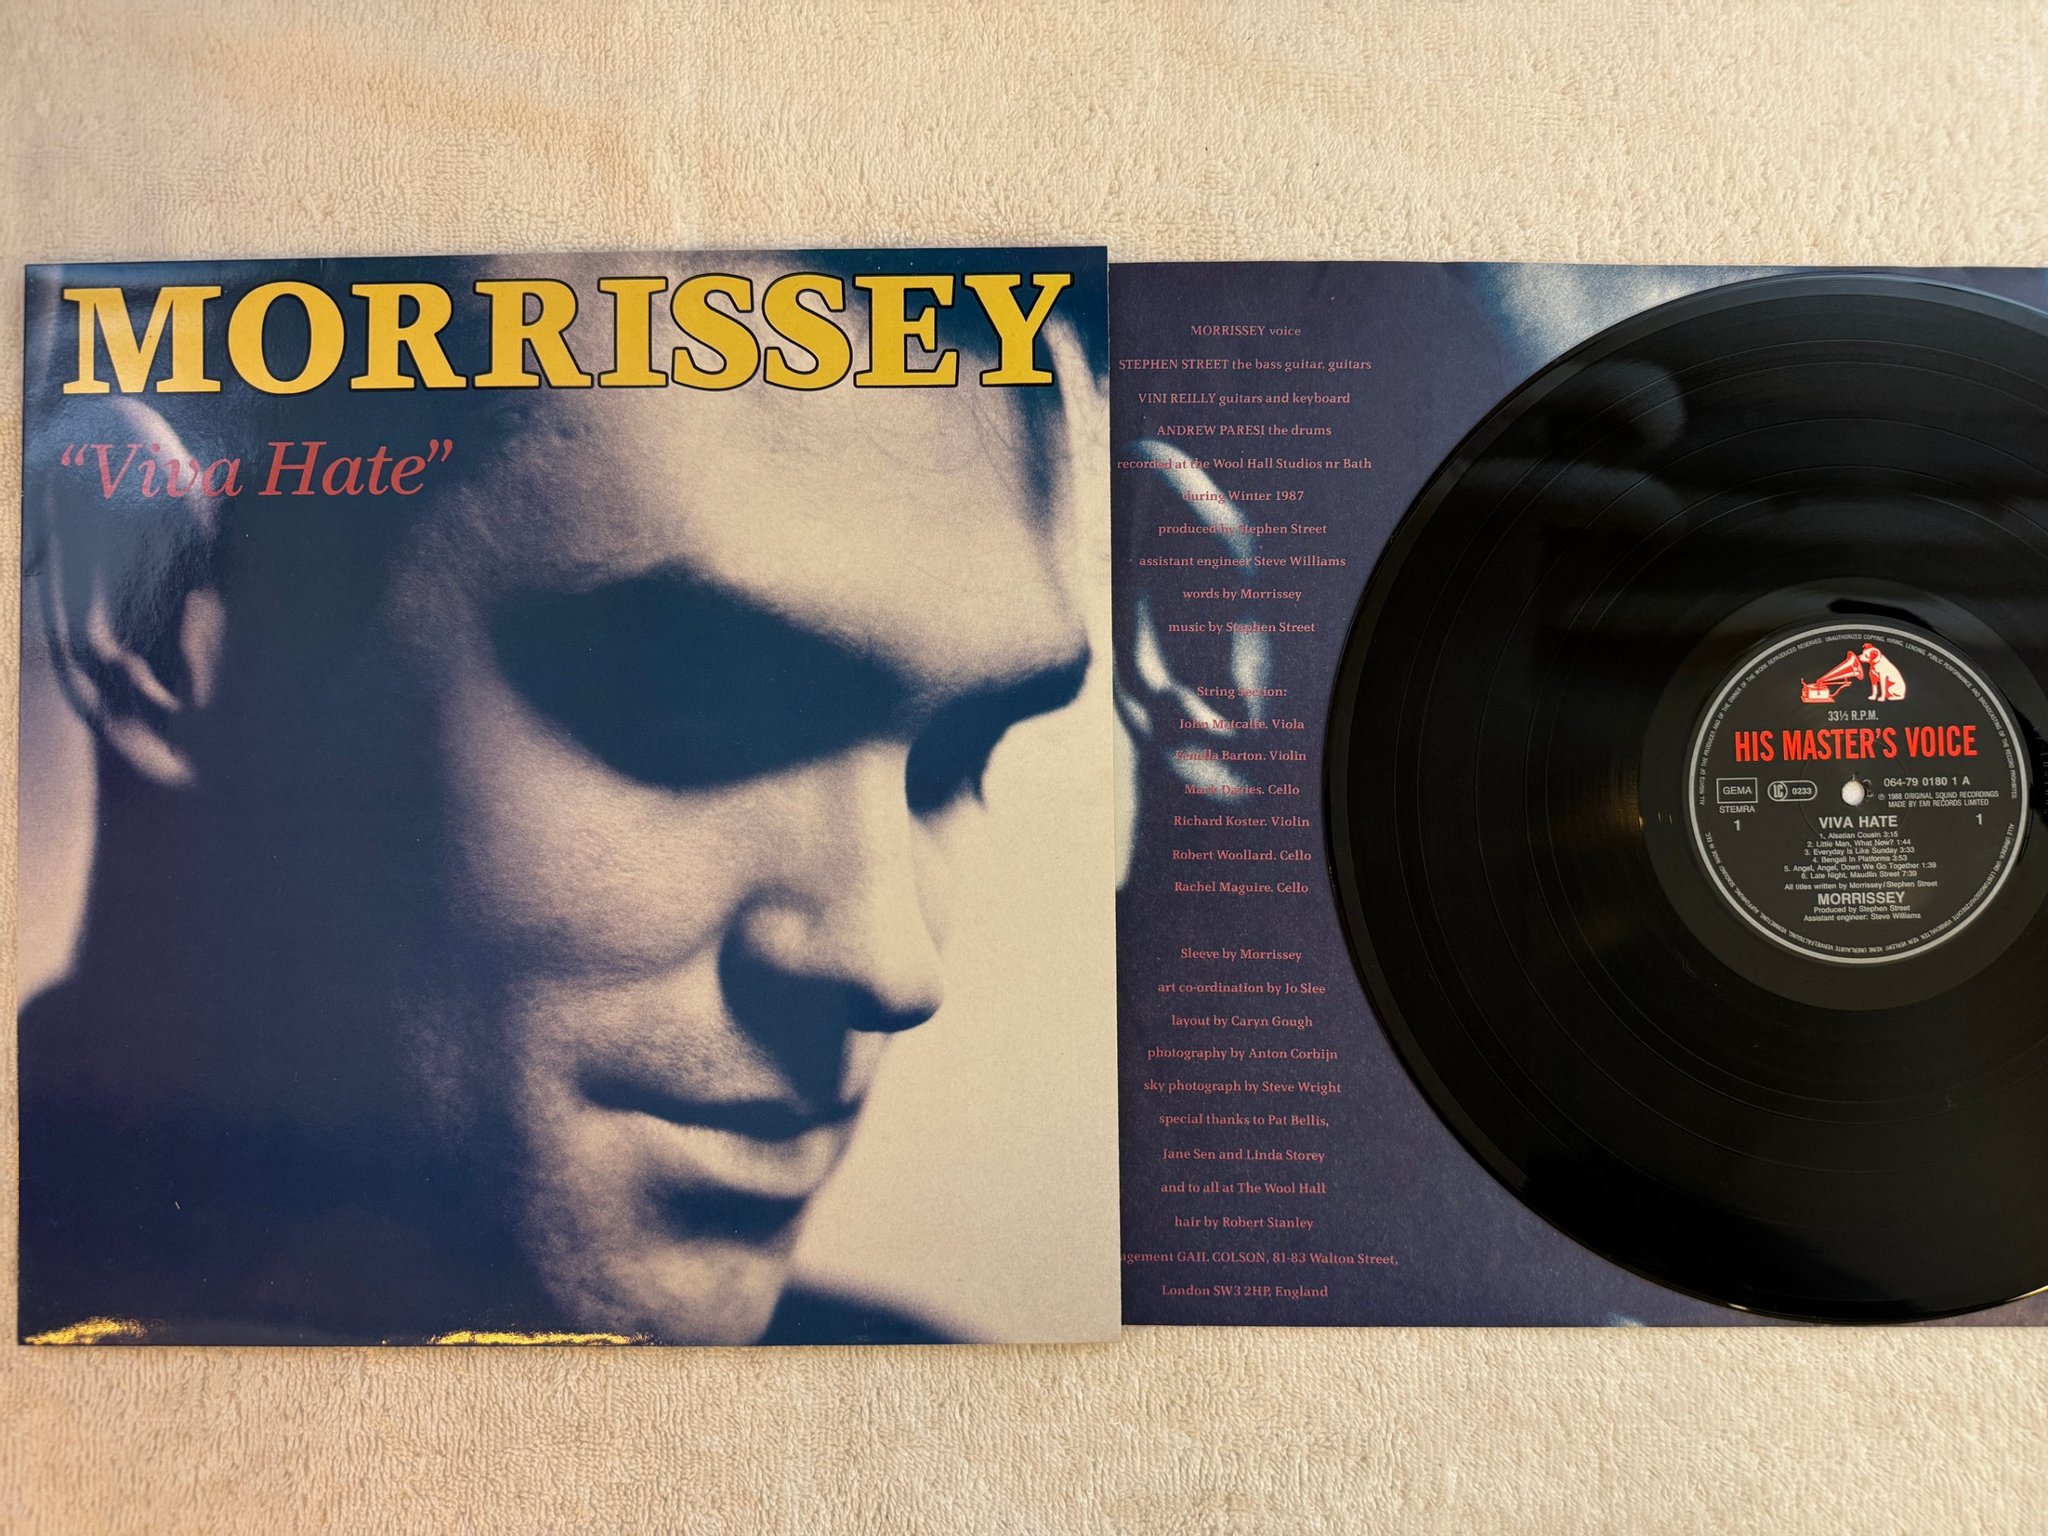 MORRISSEY
“Viva Hate”
MORRISSEY voice
STEPHEN STREET the bass guitar, guitars
VINI REILLY guitars and keyboard
ANDREW PARESI the drums
recorded at the Wool Hall Studios nr Bath
during Winter 1987
produced by Stephen Street
assistant engineer Steve Williams
words by Morrissey
music by Stephen Street
String Section:
John Metcalfe. Viola
Fenella Barton. Violin
Mark Davies. Cello
Richard Koster. Violin
Robert Woollard. Cello
Rachel Maguire. Cello
Sleeve by Morrissey
art co-ordination by Jo Slee
layout by Caryn Gough
photography by Anton Corbijn
sky photograph by Steve Wright
special thanks to Pat Bellis,
Jane Sen and Linda Storey
and to all at The Wool Hall
hair by Robert Stanley
agement GAIL COLSON, 81-83 Walton Street,
London SW3 2HP, England
33⅓ R.P.M.
HIS MASTER'S VOICE
GEMA
STEMRA
LC 0233
064-79 0180 1 A
℗ 1988 ORIGINAL SOUND RECORDINGS
MADE BY EMI RECORDS LIMITED
1
VIVA HATE
1
1. Alsatian Cousin 3:15
2. Little Man, What Now? 1:44
3. Everyday Is Like Sunday 3:33
4. Bengali In Platforms 3:53
5. Angel, Angel, Down We Go Together 1:39
6. Late Night, Maudlin Street 7:39
All titles written by Morrissey/Stephen Street
MORRISSEY
Produced by Stephen Street
Assistant engineer: Steve Williams